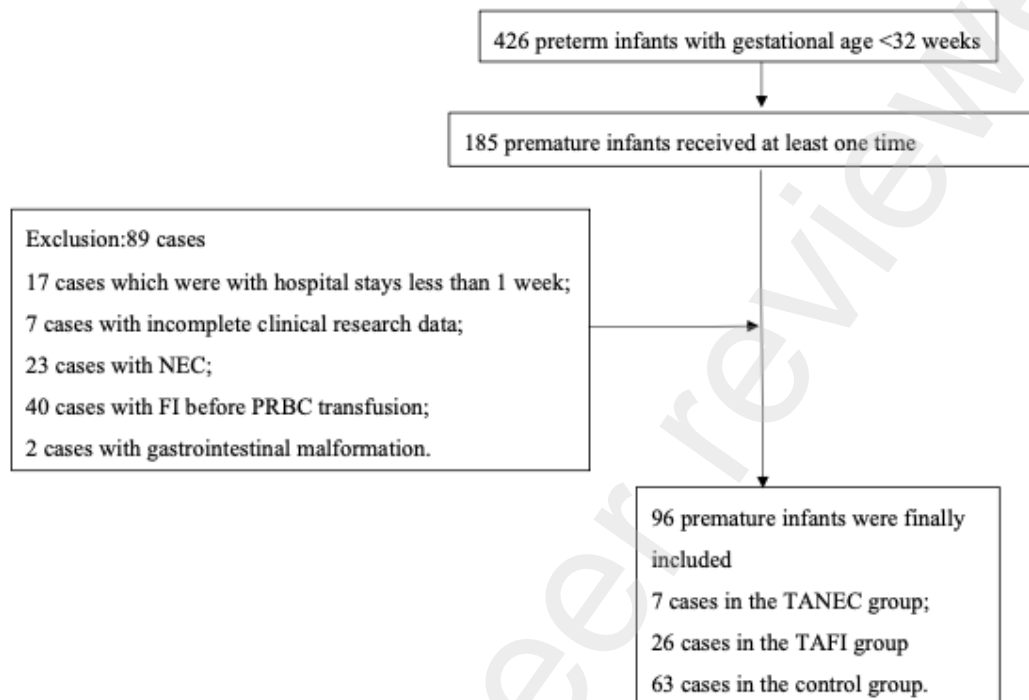 426 preterm infants with gestational age <32 weeks
185 premature infants received at least one time
Exclusion:89 cases
17 cases which were with hospital stays less than 1 week;
7 cases with incomplete clinical research data;
23 cases with NEC;
40 cases with FI before PRBC transfusion;
2 cases with gastrointestinal malformation.
96 premature infants were finally
included
7 cases in the TANEC group;
26 cases in the TAFI group
63 cases in the control group.
eer review